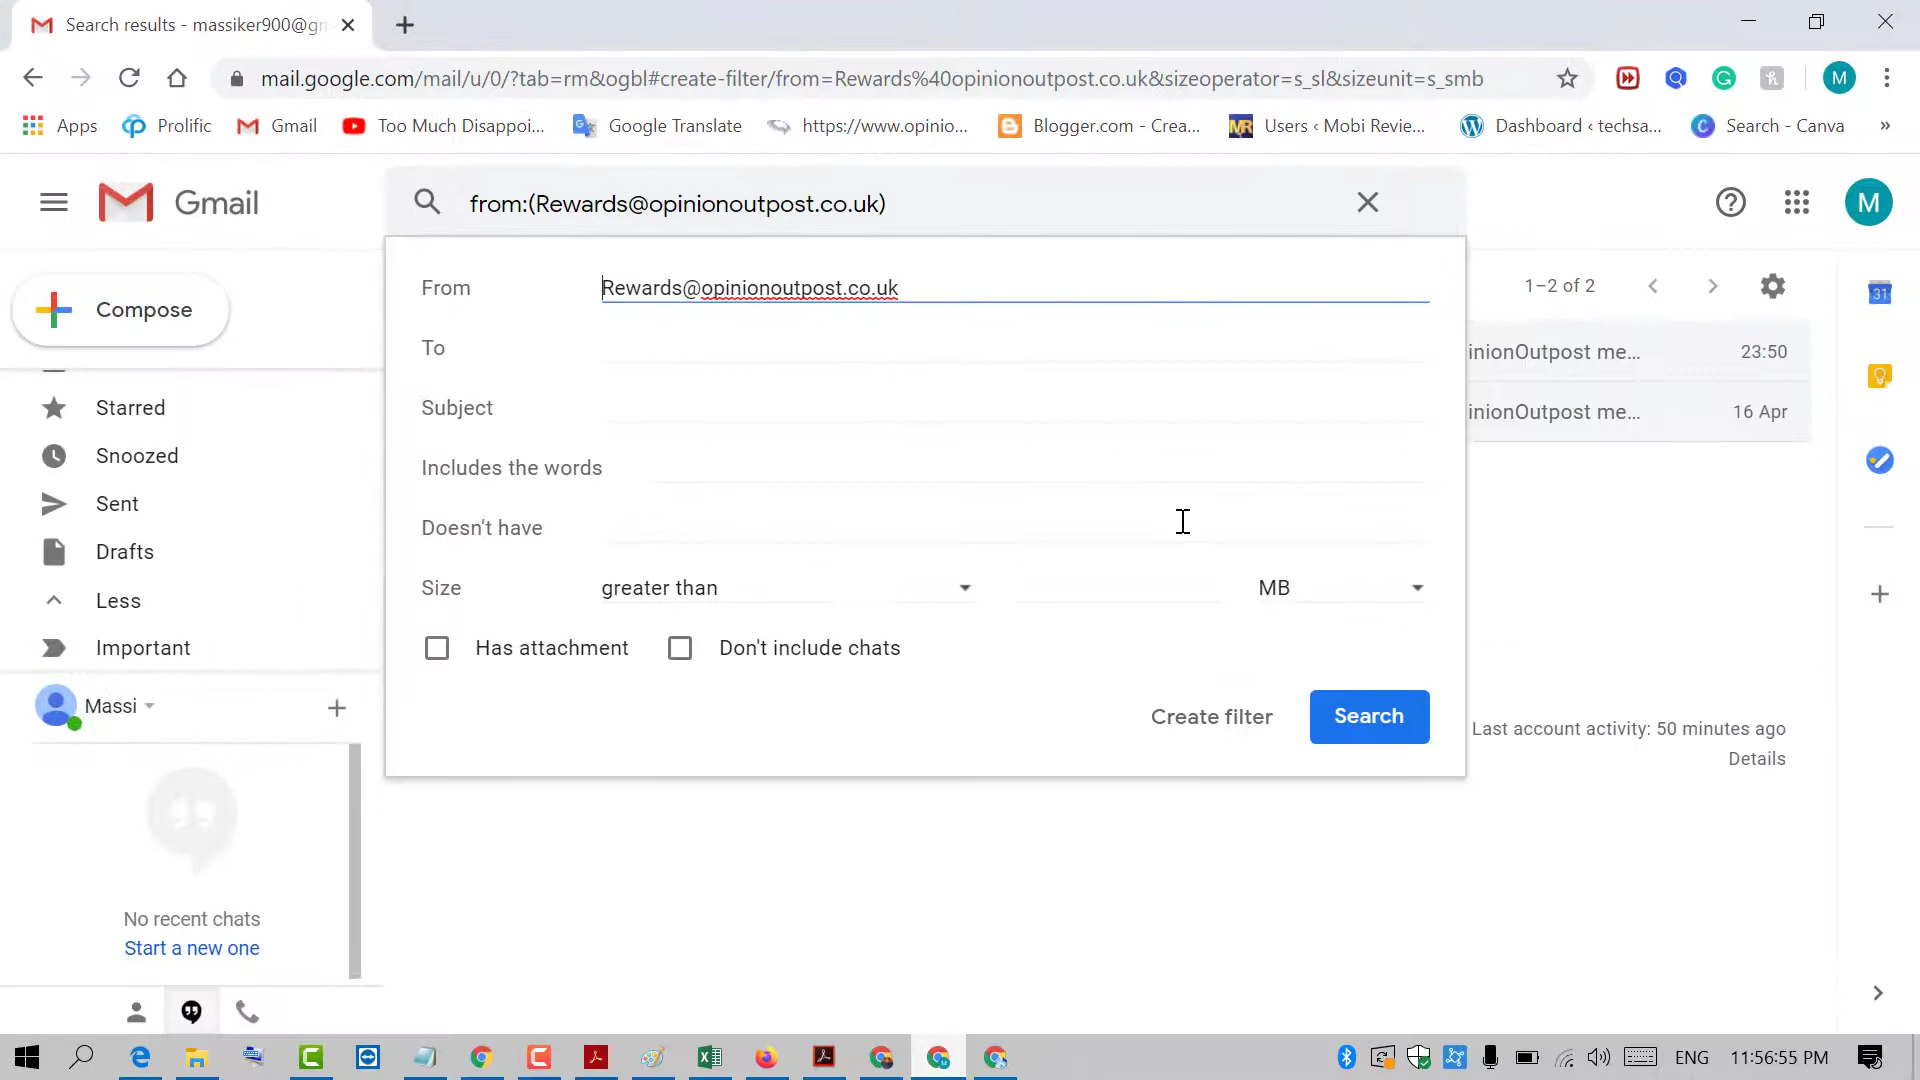 Search results - massiker900@gm
mail.google.com/mail/u/0/?tab=rm&ogbl#create-filter/from=Rewards%40opinionoutpost.co.uk&sizeoperator=s_sl&sizeunit=s_smb
M
Apps
Prolific
Gmail
Too Much Disappoi...
Google Translate
https://www.opinio...
Blogger.com - Crea...
MR
Users ‹ Mobi Revie...
Dashboard ‹ techsa...
Search - Canva
»
Gmail
from:(Rewards@opinionoutpost.co.uk)
M
Compose
From
Rewards@opinionoutpost.co.uk
1–2 of 2
31
To
inionOutpost me...
23:50
Starred
Subject
inionOutpost me...
16 Apr
Snoozed
Includes the words
Sent
Doesn't have
Drafts
Size
greater than
MB
Less
Important
Has attachment
Don't include chats
Massi
Create filter
Search
Last account activity: 50 minutes ago
Details
No recent chats
Start a new one
ENG
11:56:55 PM